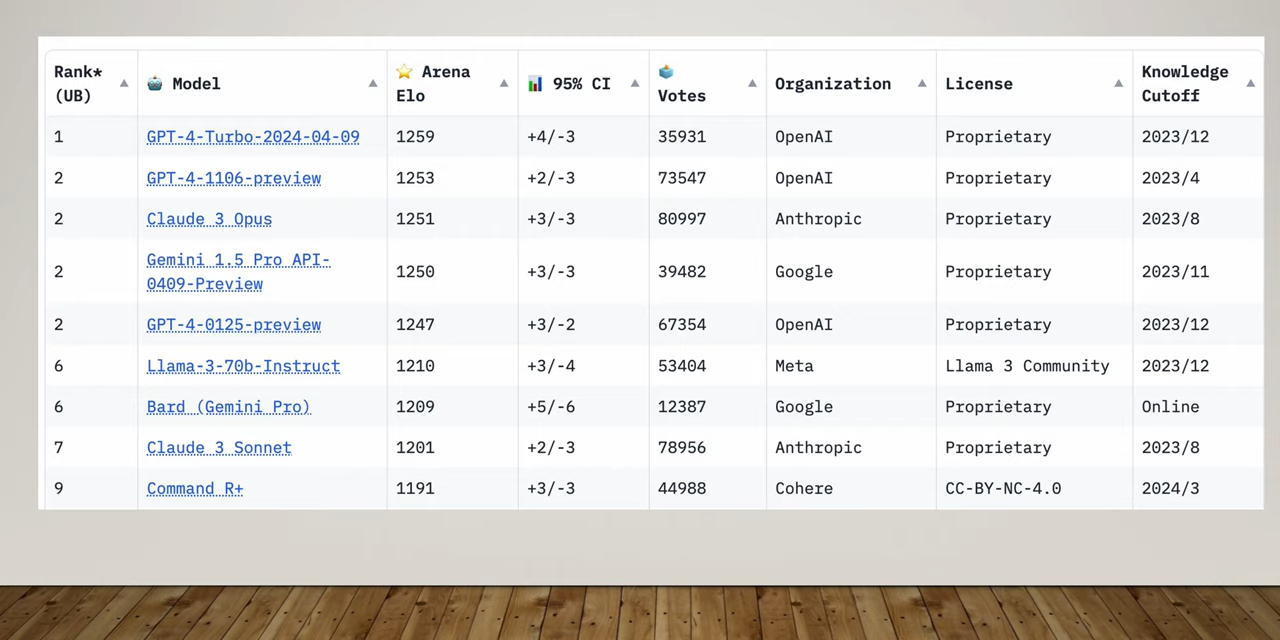 Rank* (UB) Model Arena Elo 95% CI Votes Organization License Knowledge Cutoff
1 GPT-4-Turbo-2024-04-09 1259 +4/-3 35931 OpenAI Proprietary 2023/12
2 GPT-4-1106-preview 1253 +2/-3 73547 OpenAI Proprietary 2023/4
2 Claude 3 Opus 1251 +3/-3 80997 Anthropic Proprietary 2023/8
2 Gemini 1.5 Pro API-0409-Preview 1250 +3/-3 39482 Google Proprietary 2023/11
2 GPT-4-0125-preview 1247 +3/-2 67354 OpenAI Proprietary 2023/12
6 Llama-3-70b-Instruct 1210 +3/-4 53404 Meta Llama 3 Community 2023/12
6 Bard (Gemini Pro) 1209 +5/-6 12387 Google Proprietary Online
7 Claude 3 Sonnet 1201 +2/-3 78956 Anthropic Proprietary 2023/8
9 Command R+ 1191 +3/-3 44988 Cohere CC-BY-NC-4.0 2024/3